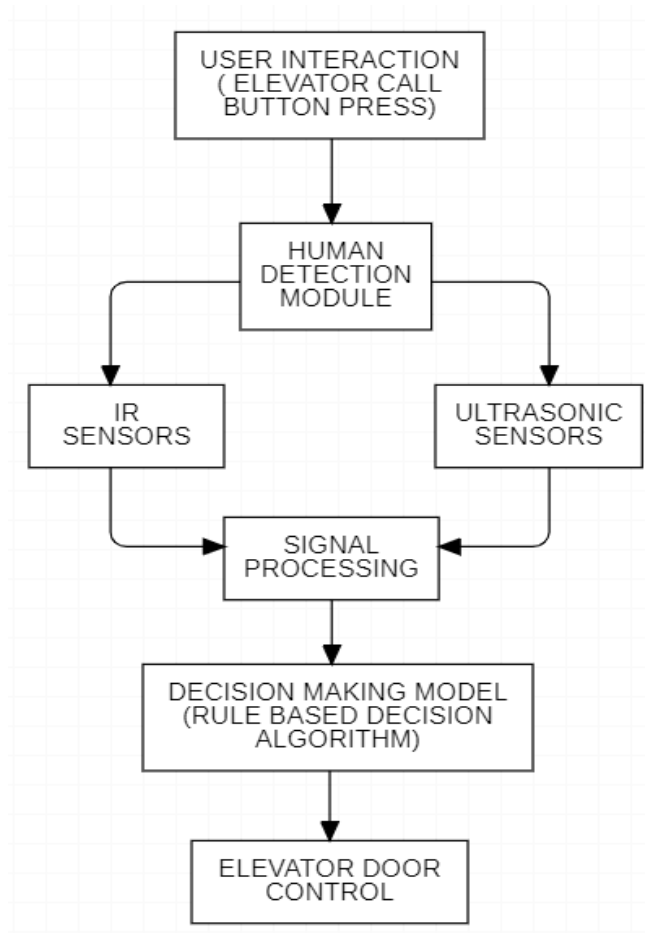 USER INTERACTION
( ELEVATOR CALL
BUTTON PRESS)
HUMAN
DETECTION
MODULE
IR
SENSORS
ULTRASONIC
SENSORS
SIGNAL
PROCESSING
DECISION MAKING MODEL
(RULE BASED DECISION
ALGORITHM)
ELEVATOR DOOR
CONTROL